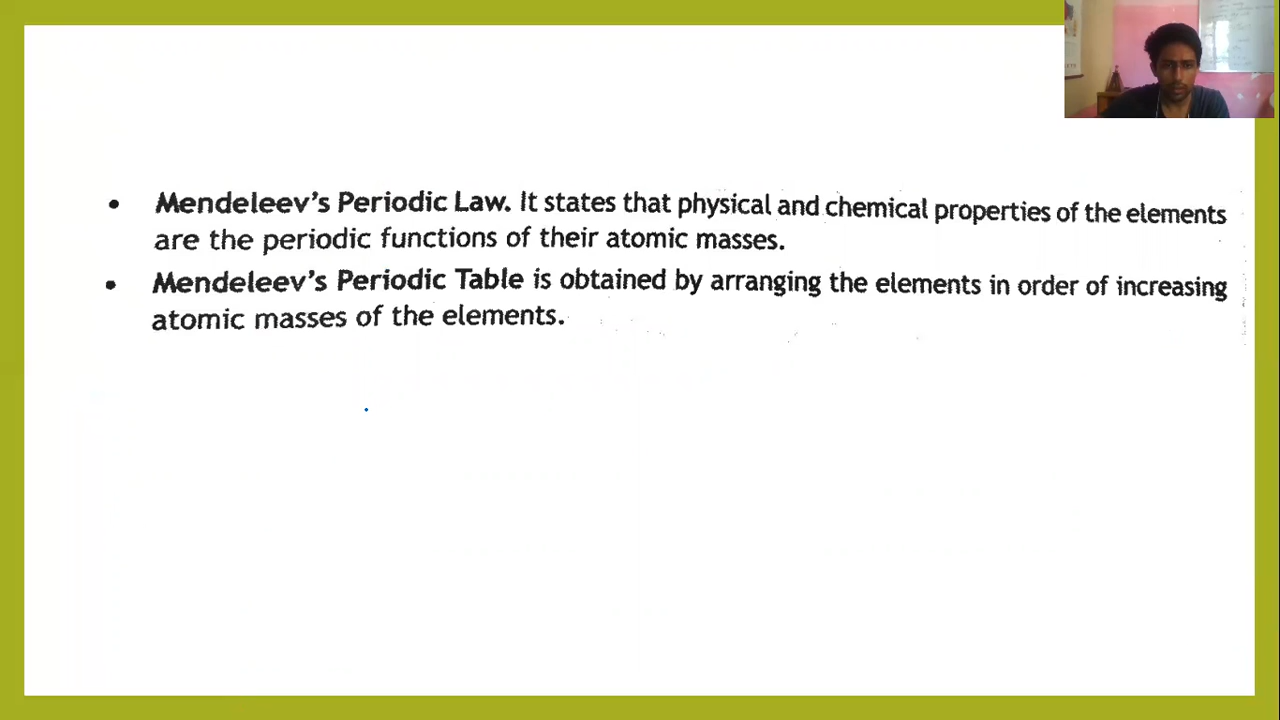 • Mendeleev's Periodic Law. It states that physical and chemical properties of the elements
are the periodic functions of their atomic masses.
• Mendeleev's Periodic Table is obtained by arranging the elements in order of increasing
atomic masses of the elements.